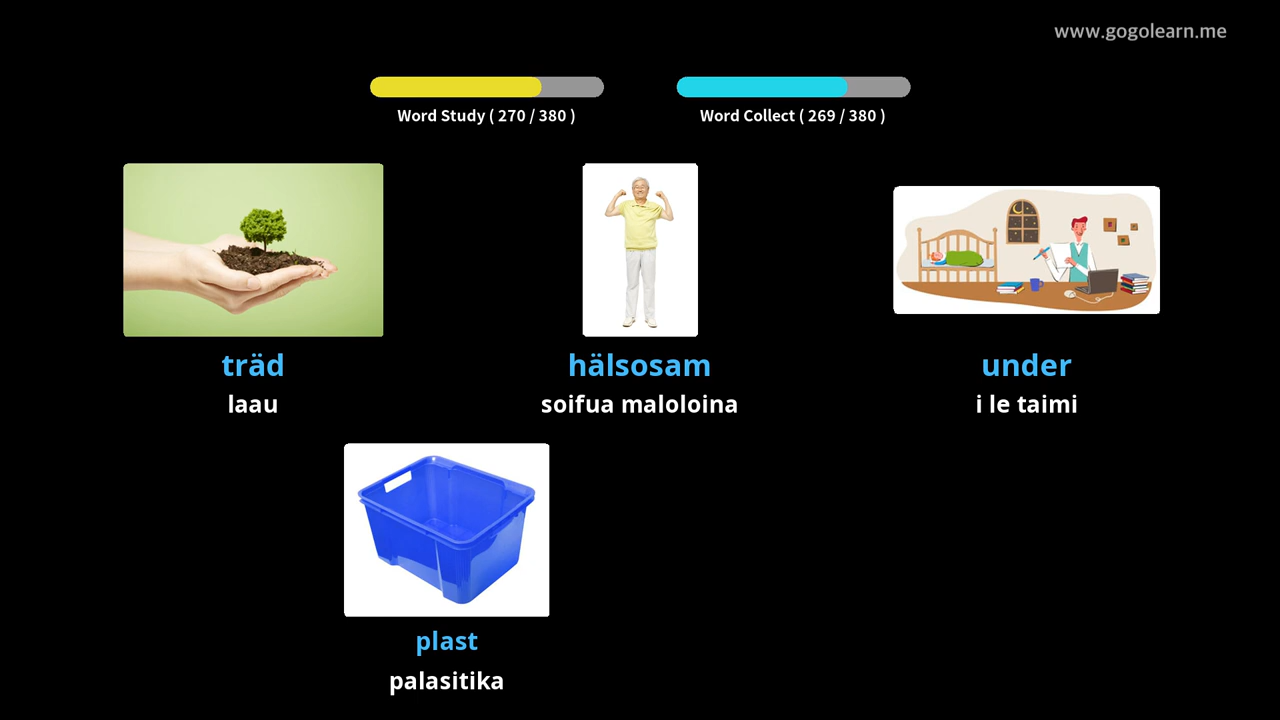 www.gogolearn.me
Word Study ( 270 / 380 )
Word Collect ( 269 / 380 )
träd
hälsosam
under
laau
soifua maloloina
i le taimi
plast
palasitika